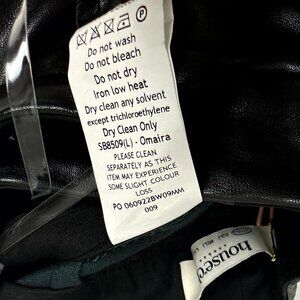 Do not wash
Do not bleach
Do not dry
Iron low heat
Dry clean any solvent
except trichloroethylene
Dry Clean Only
SB8509(L) - Omaira
PLEASE CLEAN
SEPARATELY AS THIS
ITEM MAY EXPERIENCE
SOME SLIGHT COLOUR
LOSS
PO 060922BW09MM
009
house of